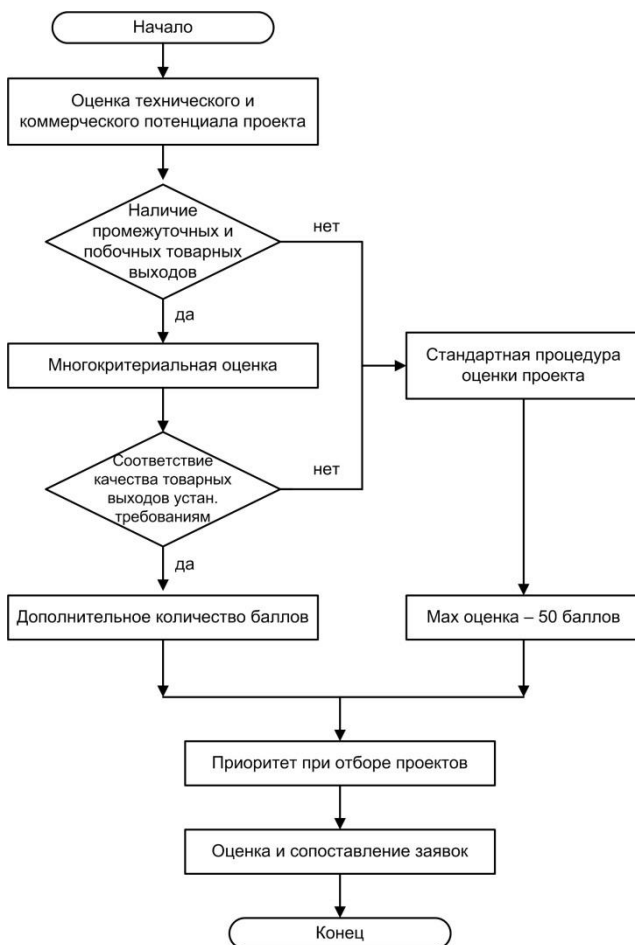 Начало
Оценка технического и
коммерческого потенциала проекта
Наличие
промежуточных и
побочных товарных
выходов
нет
да
Многокритериальная оценка
Стандартная процедура
оценки проекта
Соответствие
качества товарных
выходов устан.
требованиям
нет
да
Дополнительное количество баллов
Max оценка – 50 баллов
Приоритет при отборе проектов
Оценка и сопоставление заявок
Конец